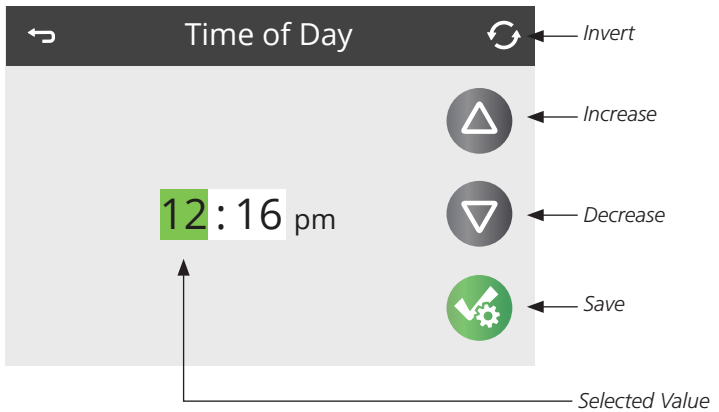 Time of Day
Invert
Increase
12 : 16 pm
Decrease
Save
Selected Value